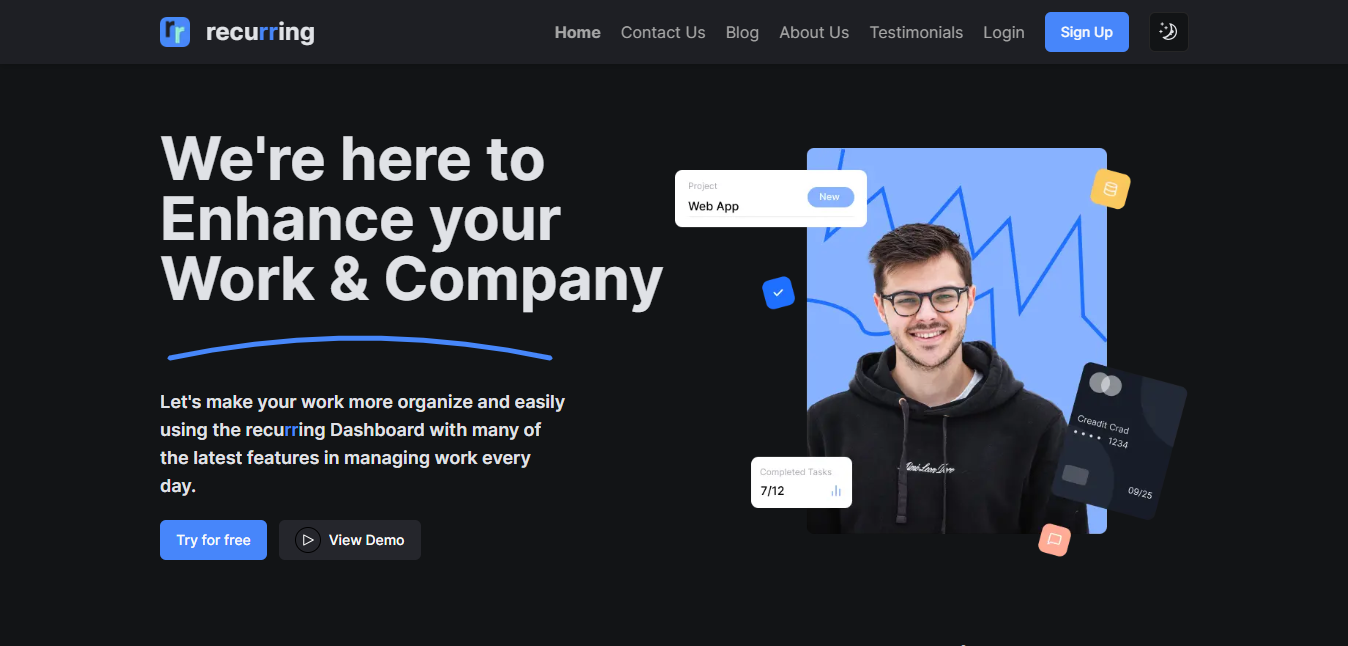 rr recurring
Home Contact Us Blog About Us Testimonials Login Sign Up
We're here to
Enhance your
Work & Company
Let's make your work more organize and easily
using the recurring Dashboard with many of
the latest features in managing work every
day.
Try for free View Demo
Project
Web App New
Creadit Crad
1234
09/25
Completed Tasks
7/12